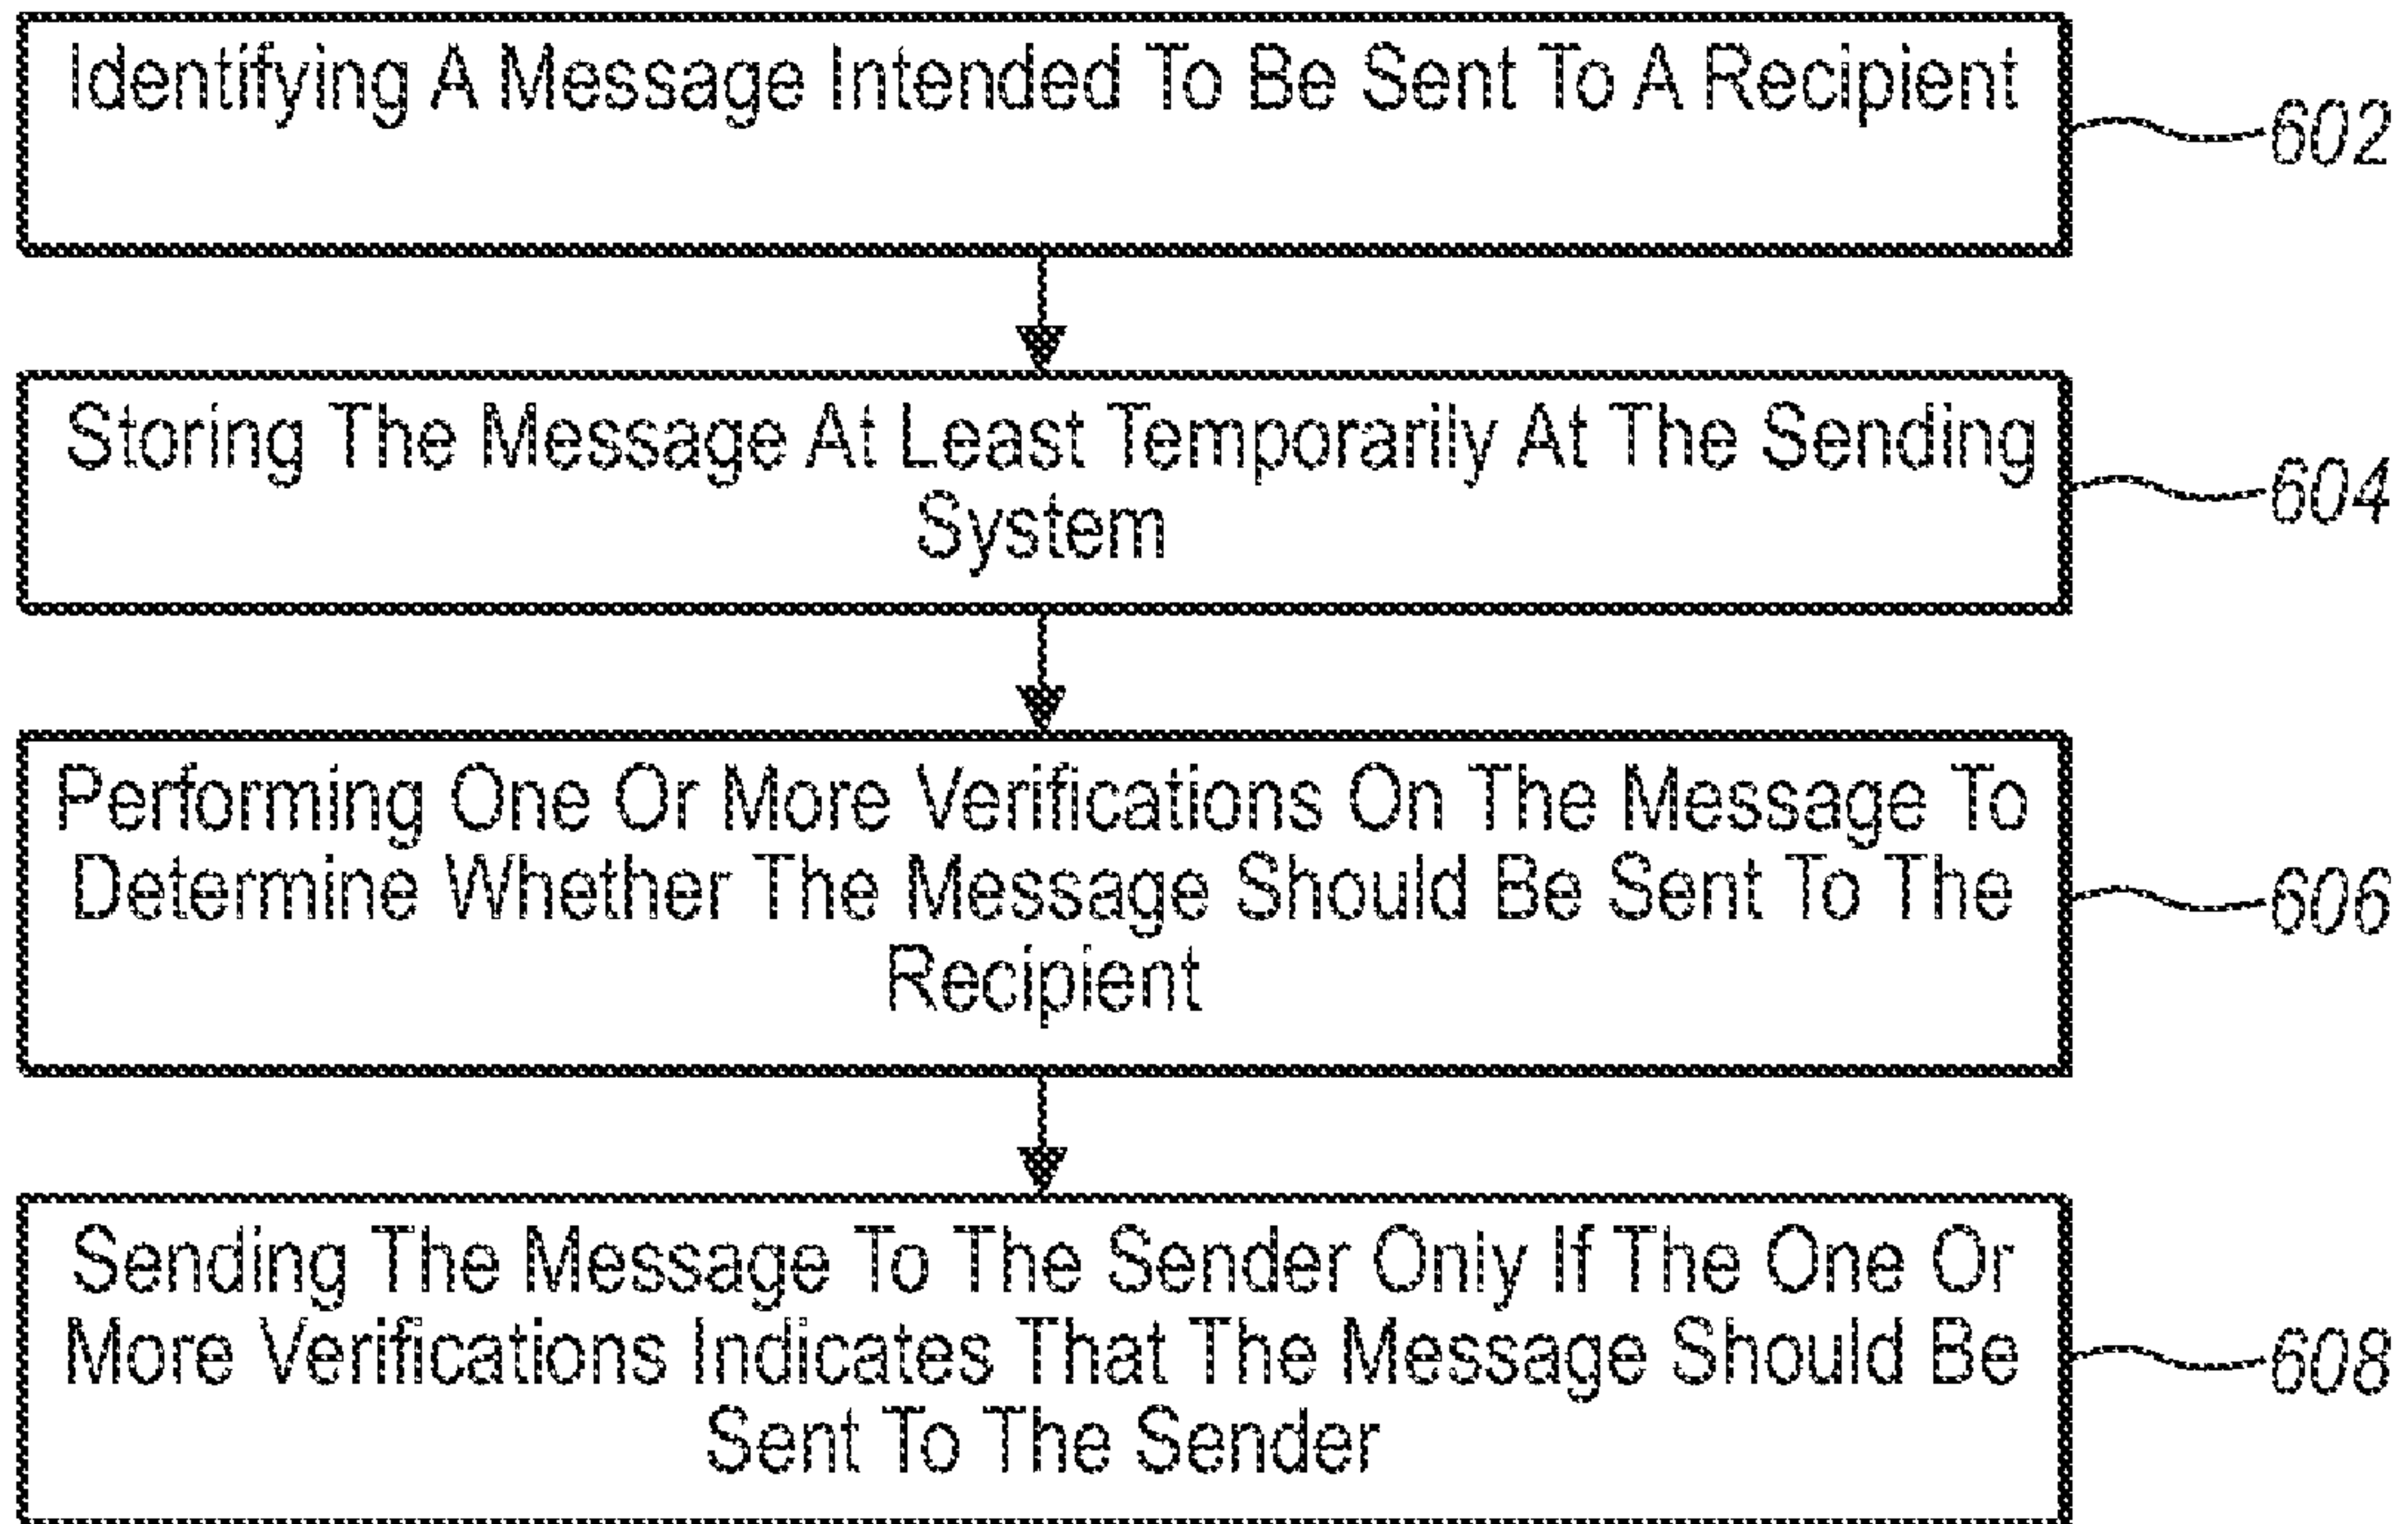 Identifying A Message Intended To Be Sent To A Recipient
602
Storing The Message At Least Temporarily At The Sending
System
604
Performing One Or More Verifications On The Message To
Determine Whether The Message Should Be Sent To The
Recipient
606
Sending The Message To The Sender Only If The One Or
More Verifications Indicates That The Message Should Be
Sent To The Sender
608